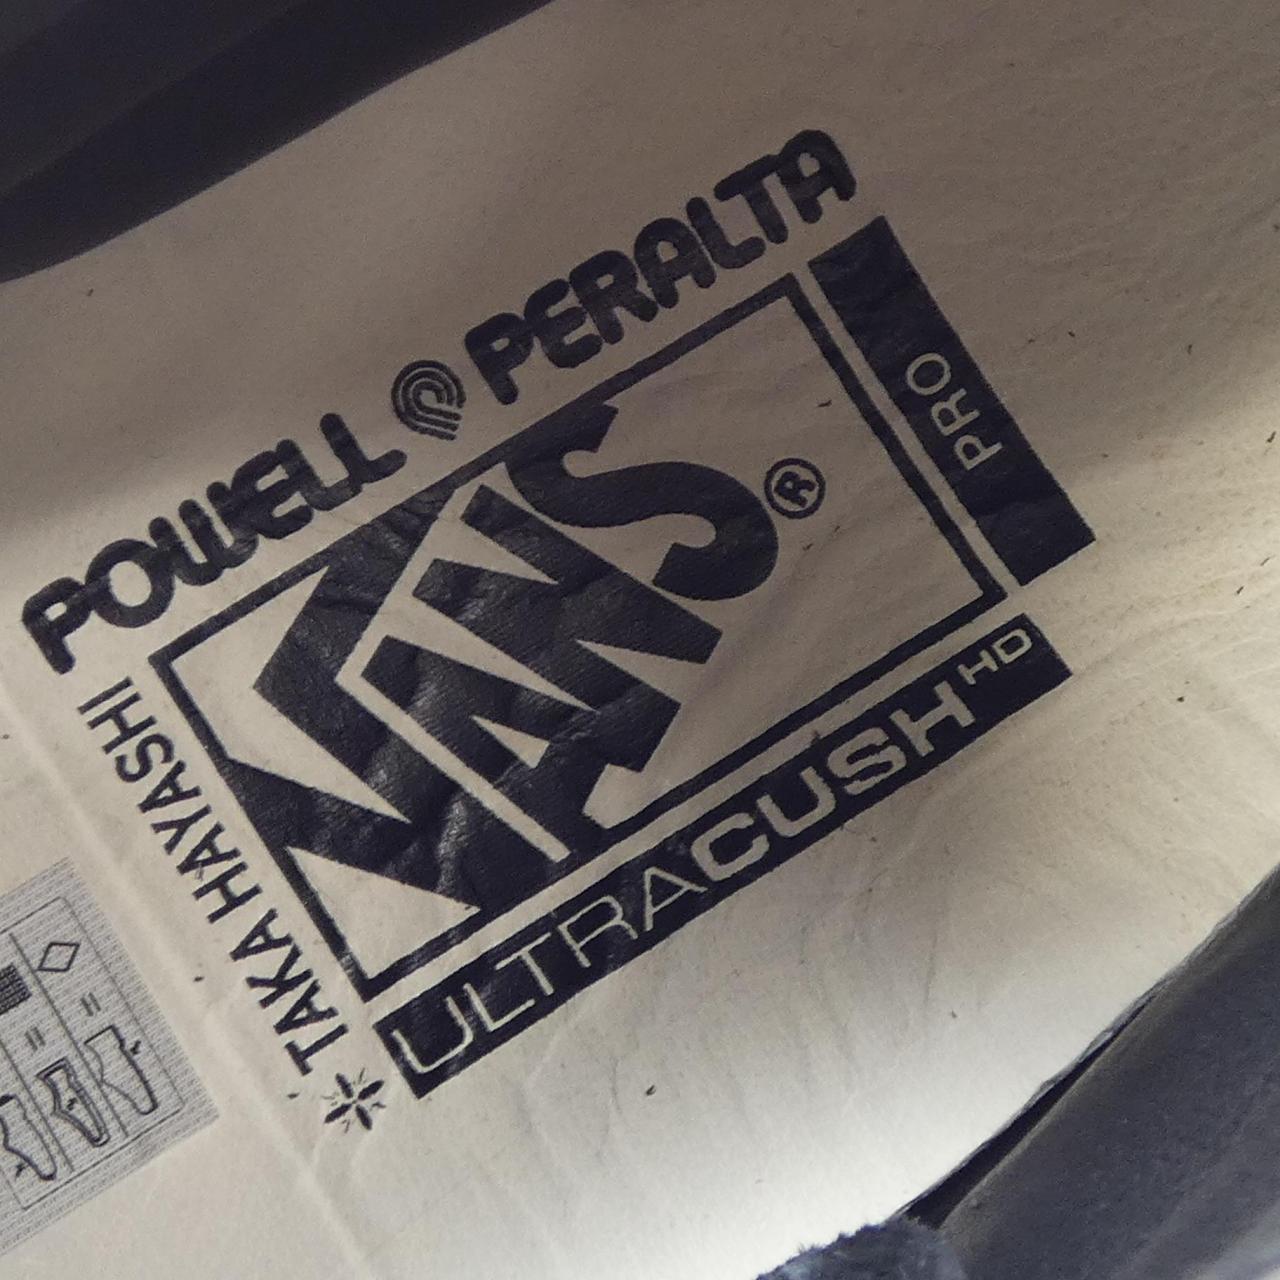 POWELL PERALTA
VANS®
PRO
ULTRACUSH HD
TAKA HAYASHI